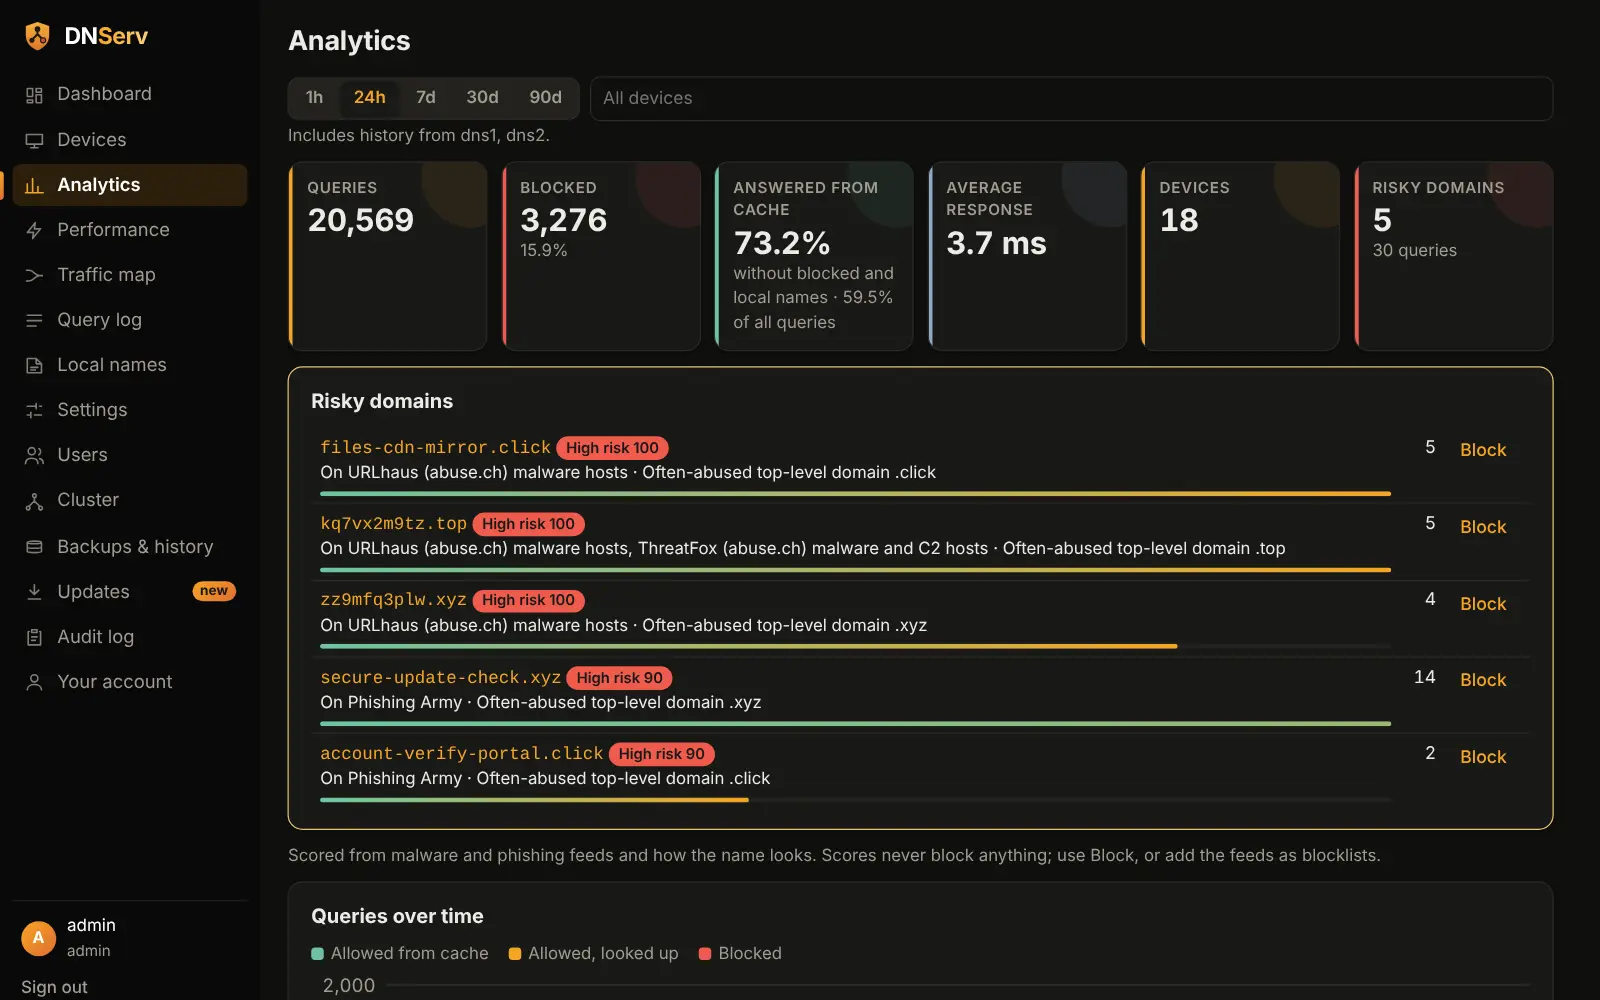 DNServ
Dashboard
Devices
Analytics
Performance
Traffic map
Query log
Local names
Settings
Users
Cluster
Backups & history
Updates new
Audit log
Your account
A
admin
admin
Sign out
Analytics
1h 24h 7d 30d 90d All devices
Includes history from dns1, dns2.
QUERIES
20,569
BLOCKED
3,276
15.9%
ANSWERED FROM
CACHE
73.2%
without blocked and
local names · 59.5%
of all queries
AVERAGE
RESPONSE
3.7 ms
DEVICES
18
RISKY DOMAINS
5
30 queries
Risky domains
files-cdn-mirror.click High risk 100 5 Block
On URLhaus (abuse.ch) malware hosts · Often-abused top-level domain .click
kq7vx2m9tz.top High risk 100 5 Block
On URLhaus (abuse.ch) malware hosts, ThreatFox (abuse.ch) malware and C2 hosts · Often-abused top-level domain .top
zz9mfq3plw.xyz High risk 100 4 Block
On URLhaus (abuse.ch) malware hosts · Often-abused top-level domain .xyz
secure-update-check.xyz High risk 90 14 Block
On Phishing Army · Often-abused top-level domain .xyz
account-verify-portal.click High risk 90 2 Block
On Phishing Army · Often-abused top-level domain .click
Scored from malware and phishing feeds and how the name looks. Scores never block anything; use Block, or add the feeds as blocklists.
Queries over time
Allowed from cache Allowed, looked up Blocked
2,000